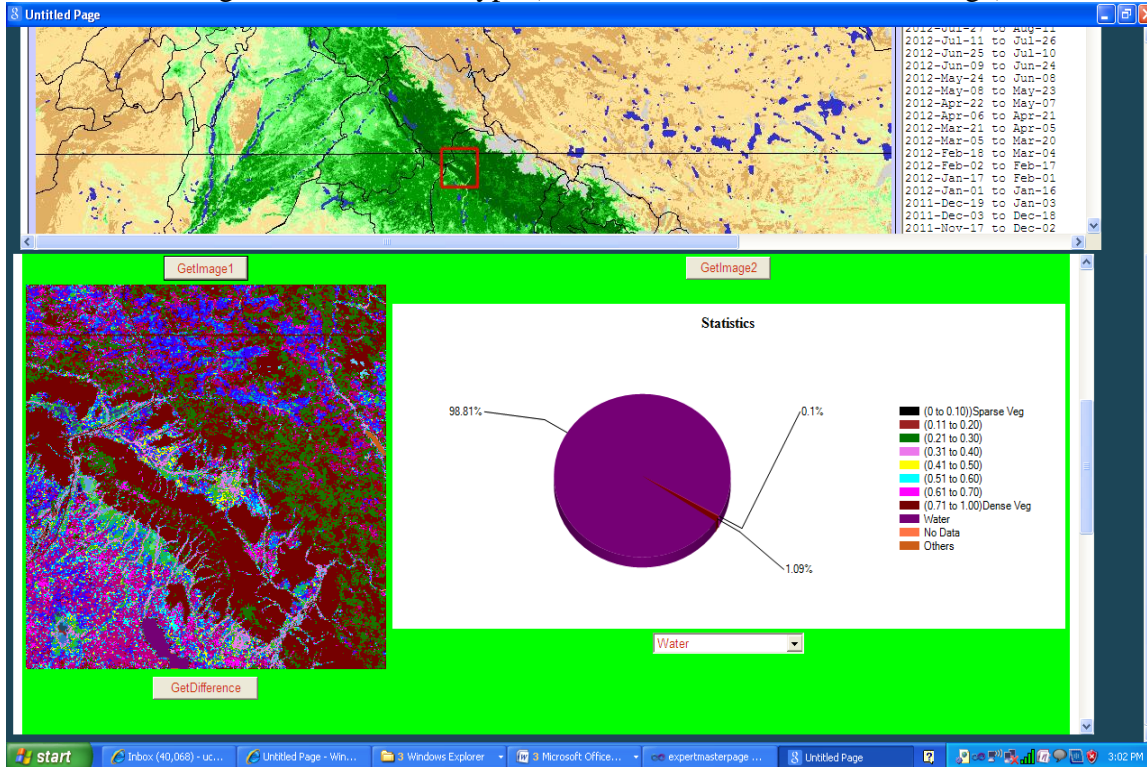 Untitled Page
2012-Jul-27 to Aug-11
2012-Jul-11 to Jul-26
2012-Jun-25 to Jul-10
2012-Jun-09 to Jun-24
2012-May-24 to Jun-08
2012-May-08 to May-23
2012-Apr-22 to May-07
2012-Apr-06 to Apr-21
2012-Mar-21 to Apr-05
2012-Mar-05 to Mar-20
2012-Feb-18 to Mar-04
2012-Feb-02 to Feb-17
2012-Jan-17 to Feb-01
2012-Jan-01 to Jan-16
2011-Dec-19 to Jan-03
2011-Dec-03 to Dec-18
2011-Nov-17 to Dec-02
GetImage1
GetImage2
Statistics
98.81%
0.1%
1.09%
(0 to 0.10))Sparse Veg
(0.11 to 0.20)
(0.21 to 0.30)
(0.31 to 0.40)
(0.41 to 0.50)
(0.51 to 0.60)
(0.61 to 0.70)
(0.71 to 1.00)Dense Veg
Water
No Data
Others
Water
GetDifference
start
Inbox (40,068) - uc...
Untitled Page - Win...
3 Windows Explorer
3 Microsoft Office...
expertmasterpage ...
Untitled Page
3:02 PM